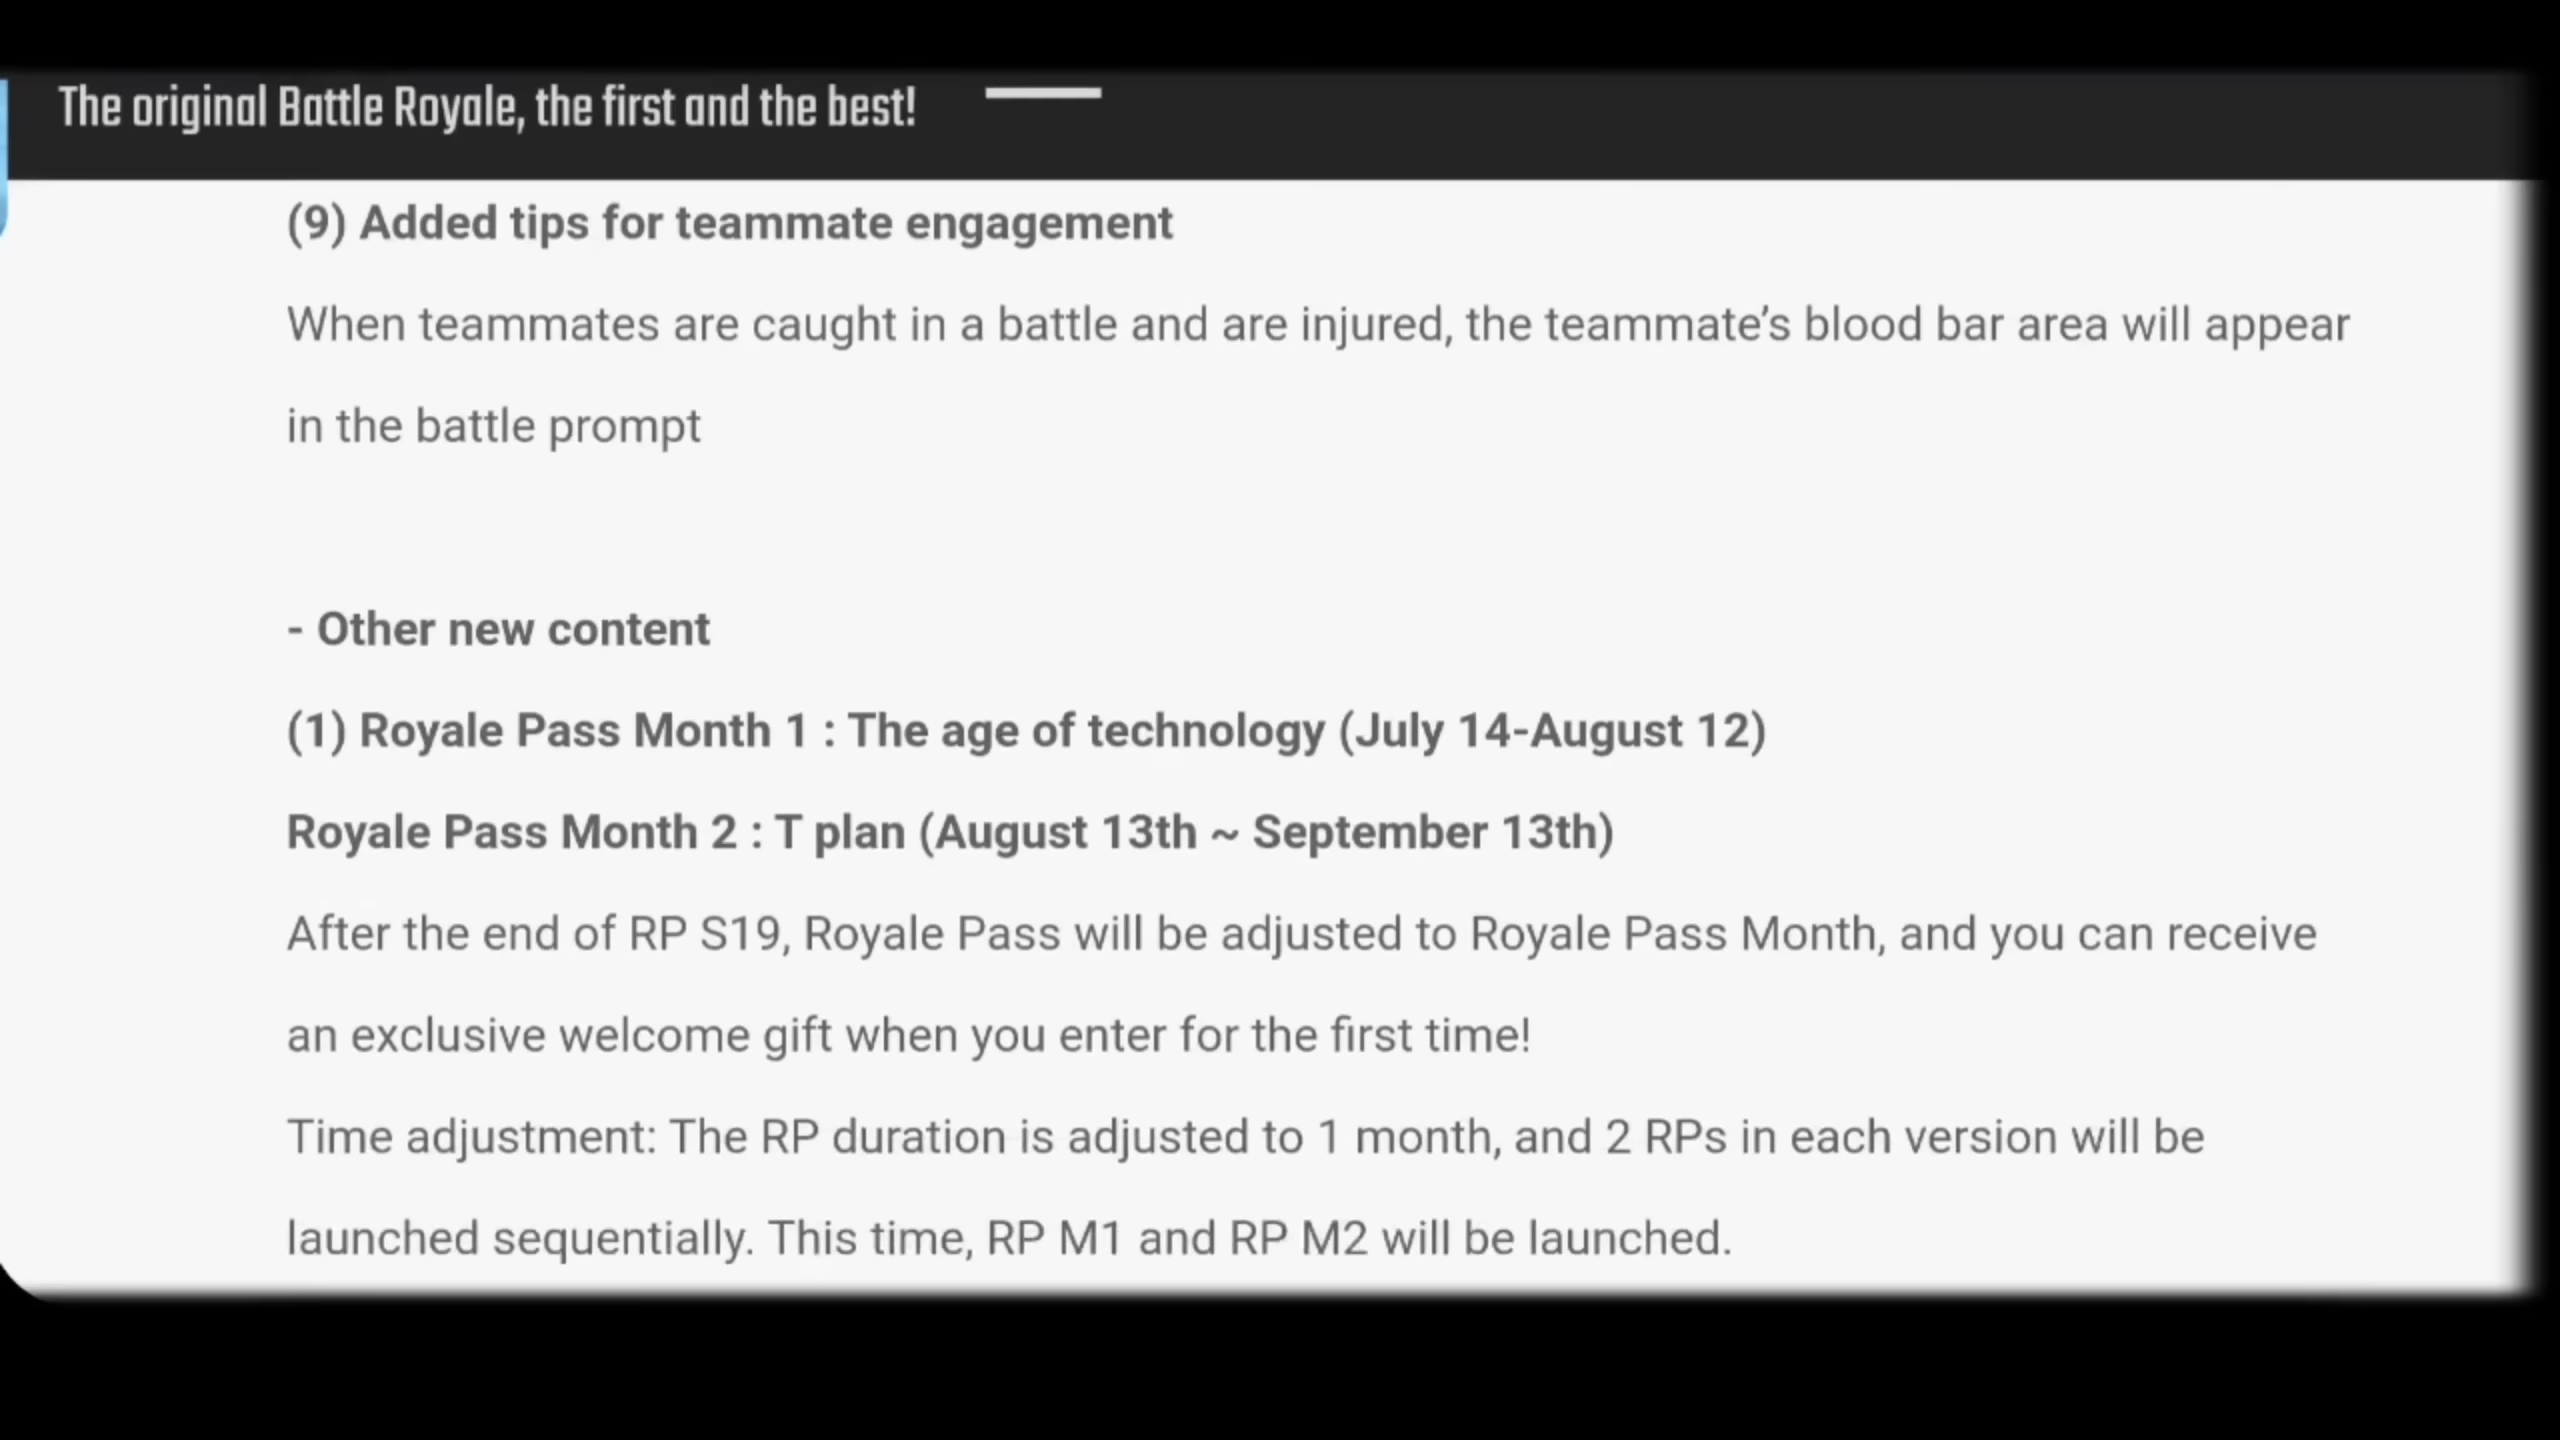 The original Battle Royale, the first and the best!
(9) Added tips for teammate engagement
When teammates are caught in a battle and are injured, the teammate’s blood bar area will appear
in the battle prompt
- Other new content
(1) Royale Pass Month 1 : The age of technology (July 14-August 12)
Royale Pass Month 2 : T plan (August 13th ~ September 13th)
After the end of RP S19, Royale Pass will be adjusted to Royale Pass Month, and you can receive
an exclusive welcome gift when you enter for the first time!
Time adjustment: The RP duration is adjusted to 1 month, and 2 RPs in each version will be
launched sequentially. This time, RP M1 and RP M2 will be launched.